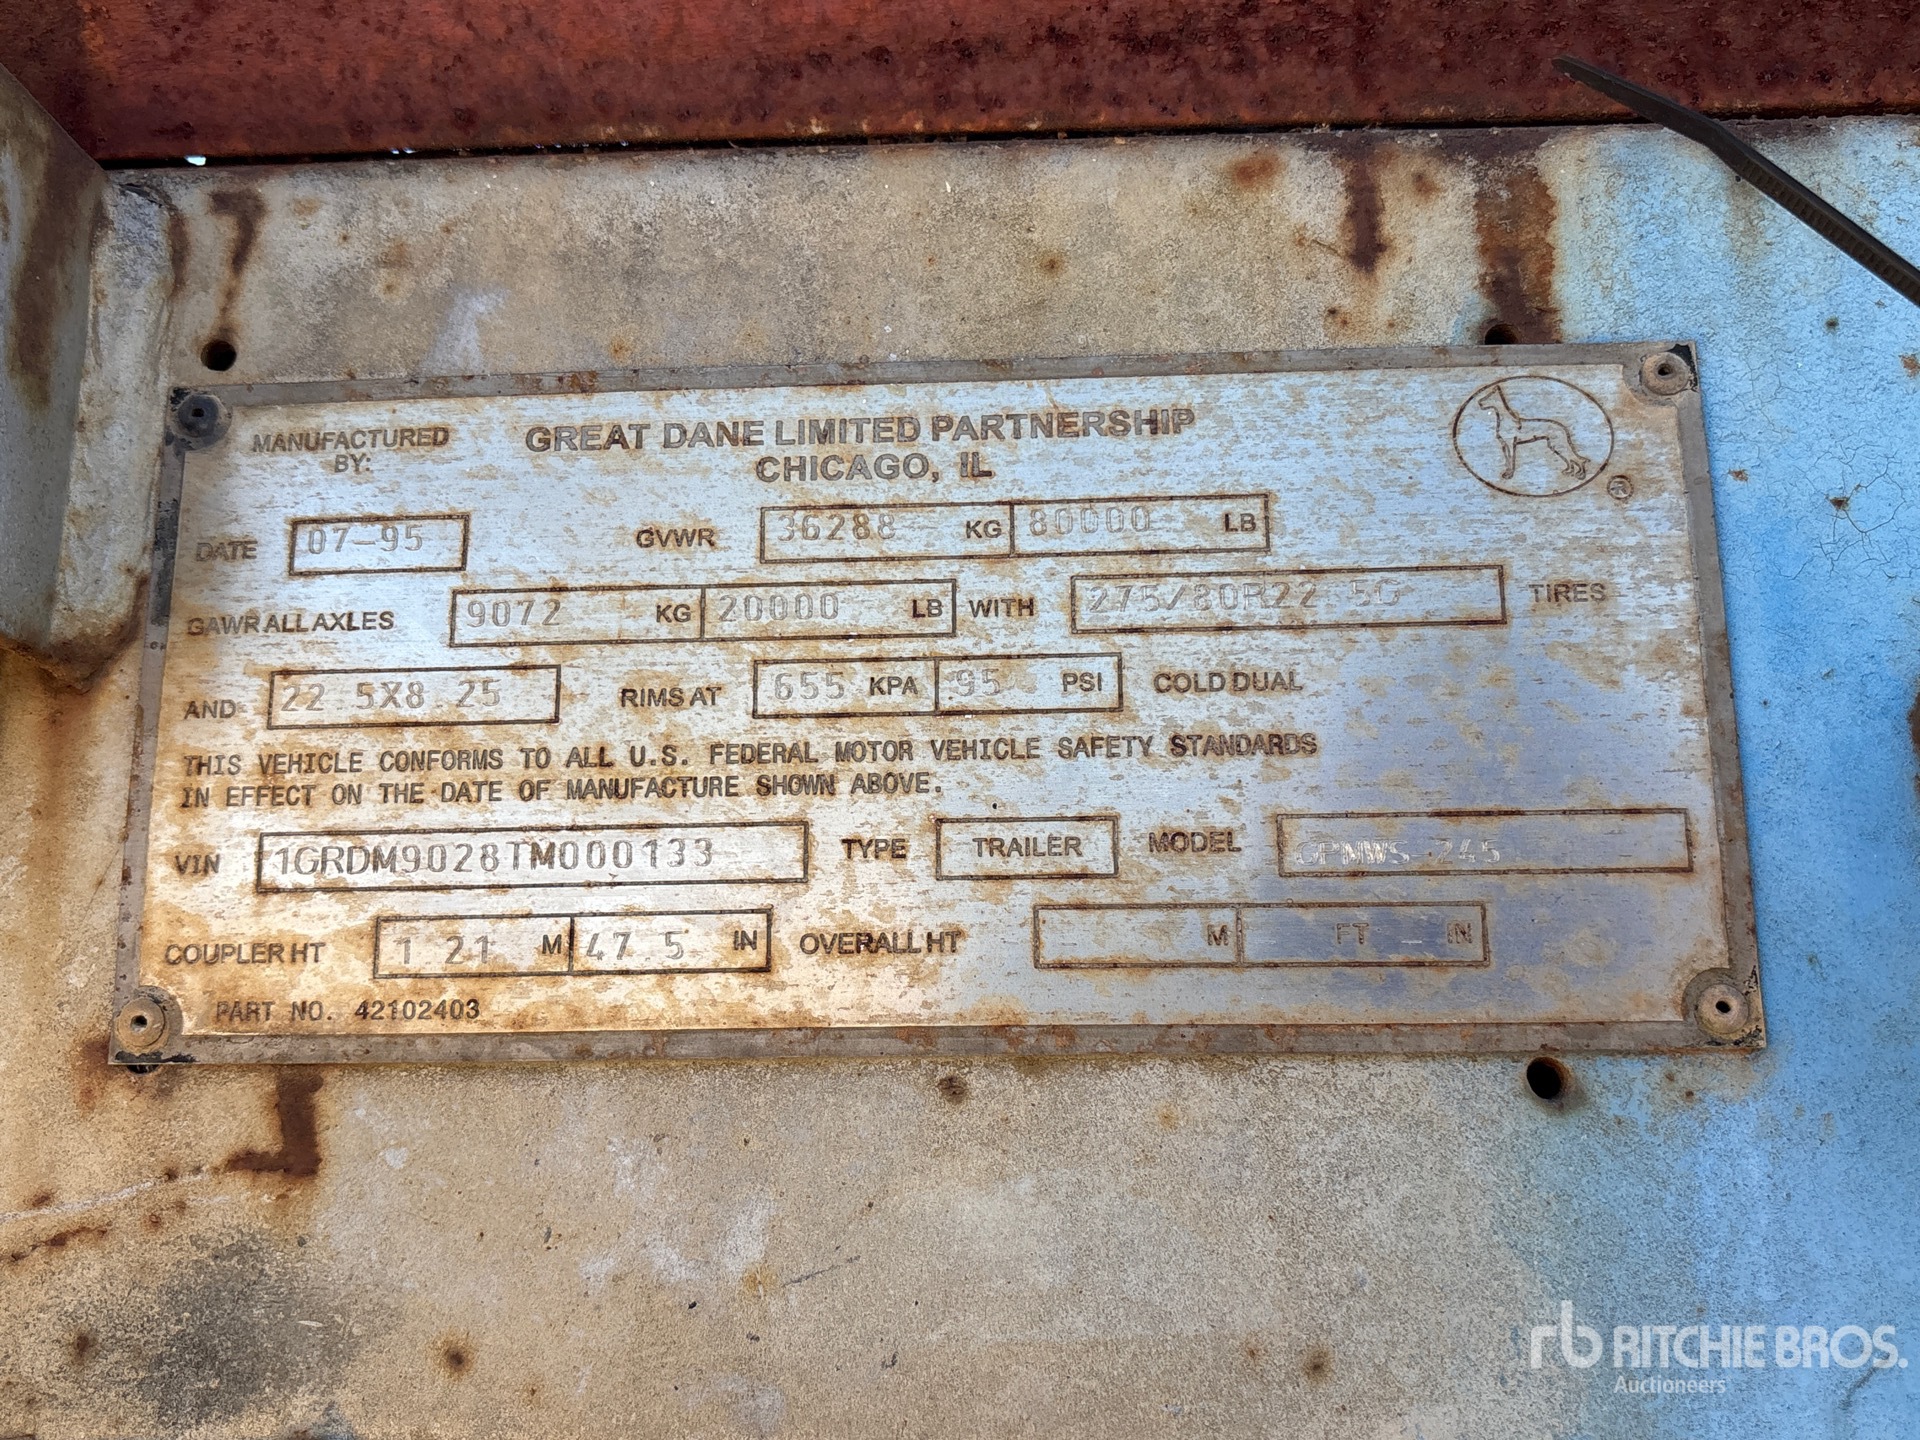 MANUFACTURED BY: GREAT DANE LIMITED PARTNERSHIP
CHICAGO, IL
®
DATE 07-95 GVWR 36288 KG 80000 LB
GAWR ALL AXLES 9072 KG 20000 LB WITH 275/80R22.5G TIRES
AND 22.5X8.25 RIMS AT 655 KPA 95 PSI COLD DUAL
THIS VEHICLE CONFORMS TO ALL U.S. FEDERAL MOTOR VEHICLE SAFETY STANDARDS
IN EFFECT ON THE DATE OF MANUFACTURE SHOWN ABOVE.
VIN 1GRDM9028TM000133 TYPE TRAILER MODEL GPMWS-245
COUPLER HT 1.21 M 47.5 IN OVERALL HT - M FT - IN
PART NO. 42102403
rb RITCHIE BROS.
Auctioneers